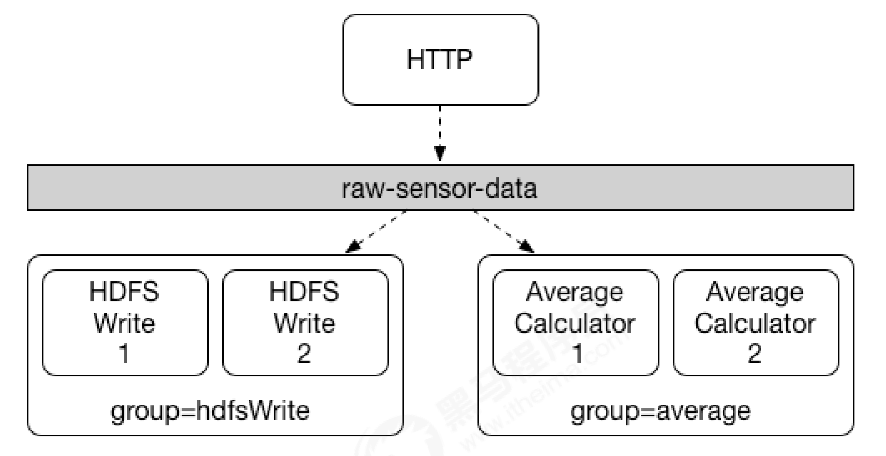 HTTP
raw-sensor-data
HDFS
Write
1
HDFS
Write
2
group=hdfsWrite
Average
Calculator
1
Average
Calculator
2
group=average
黑马程序员
www.itheima.com